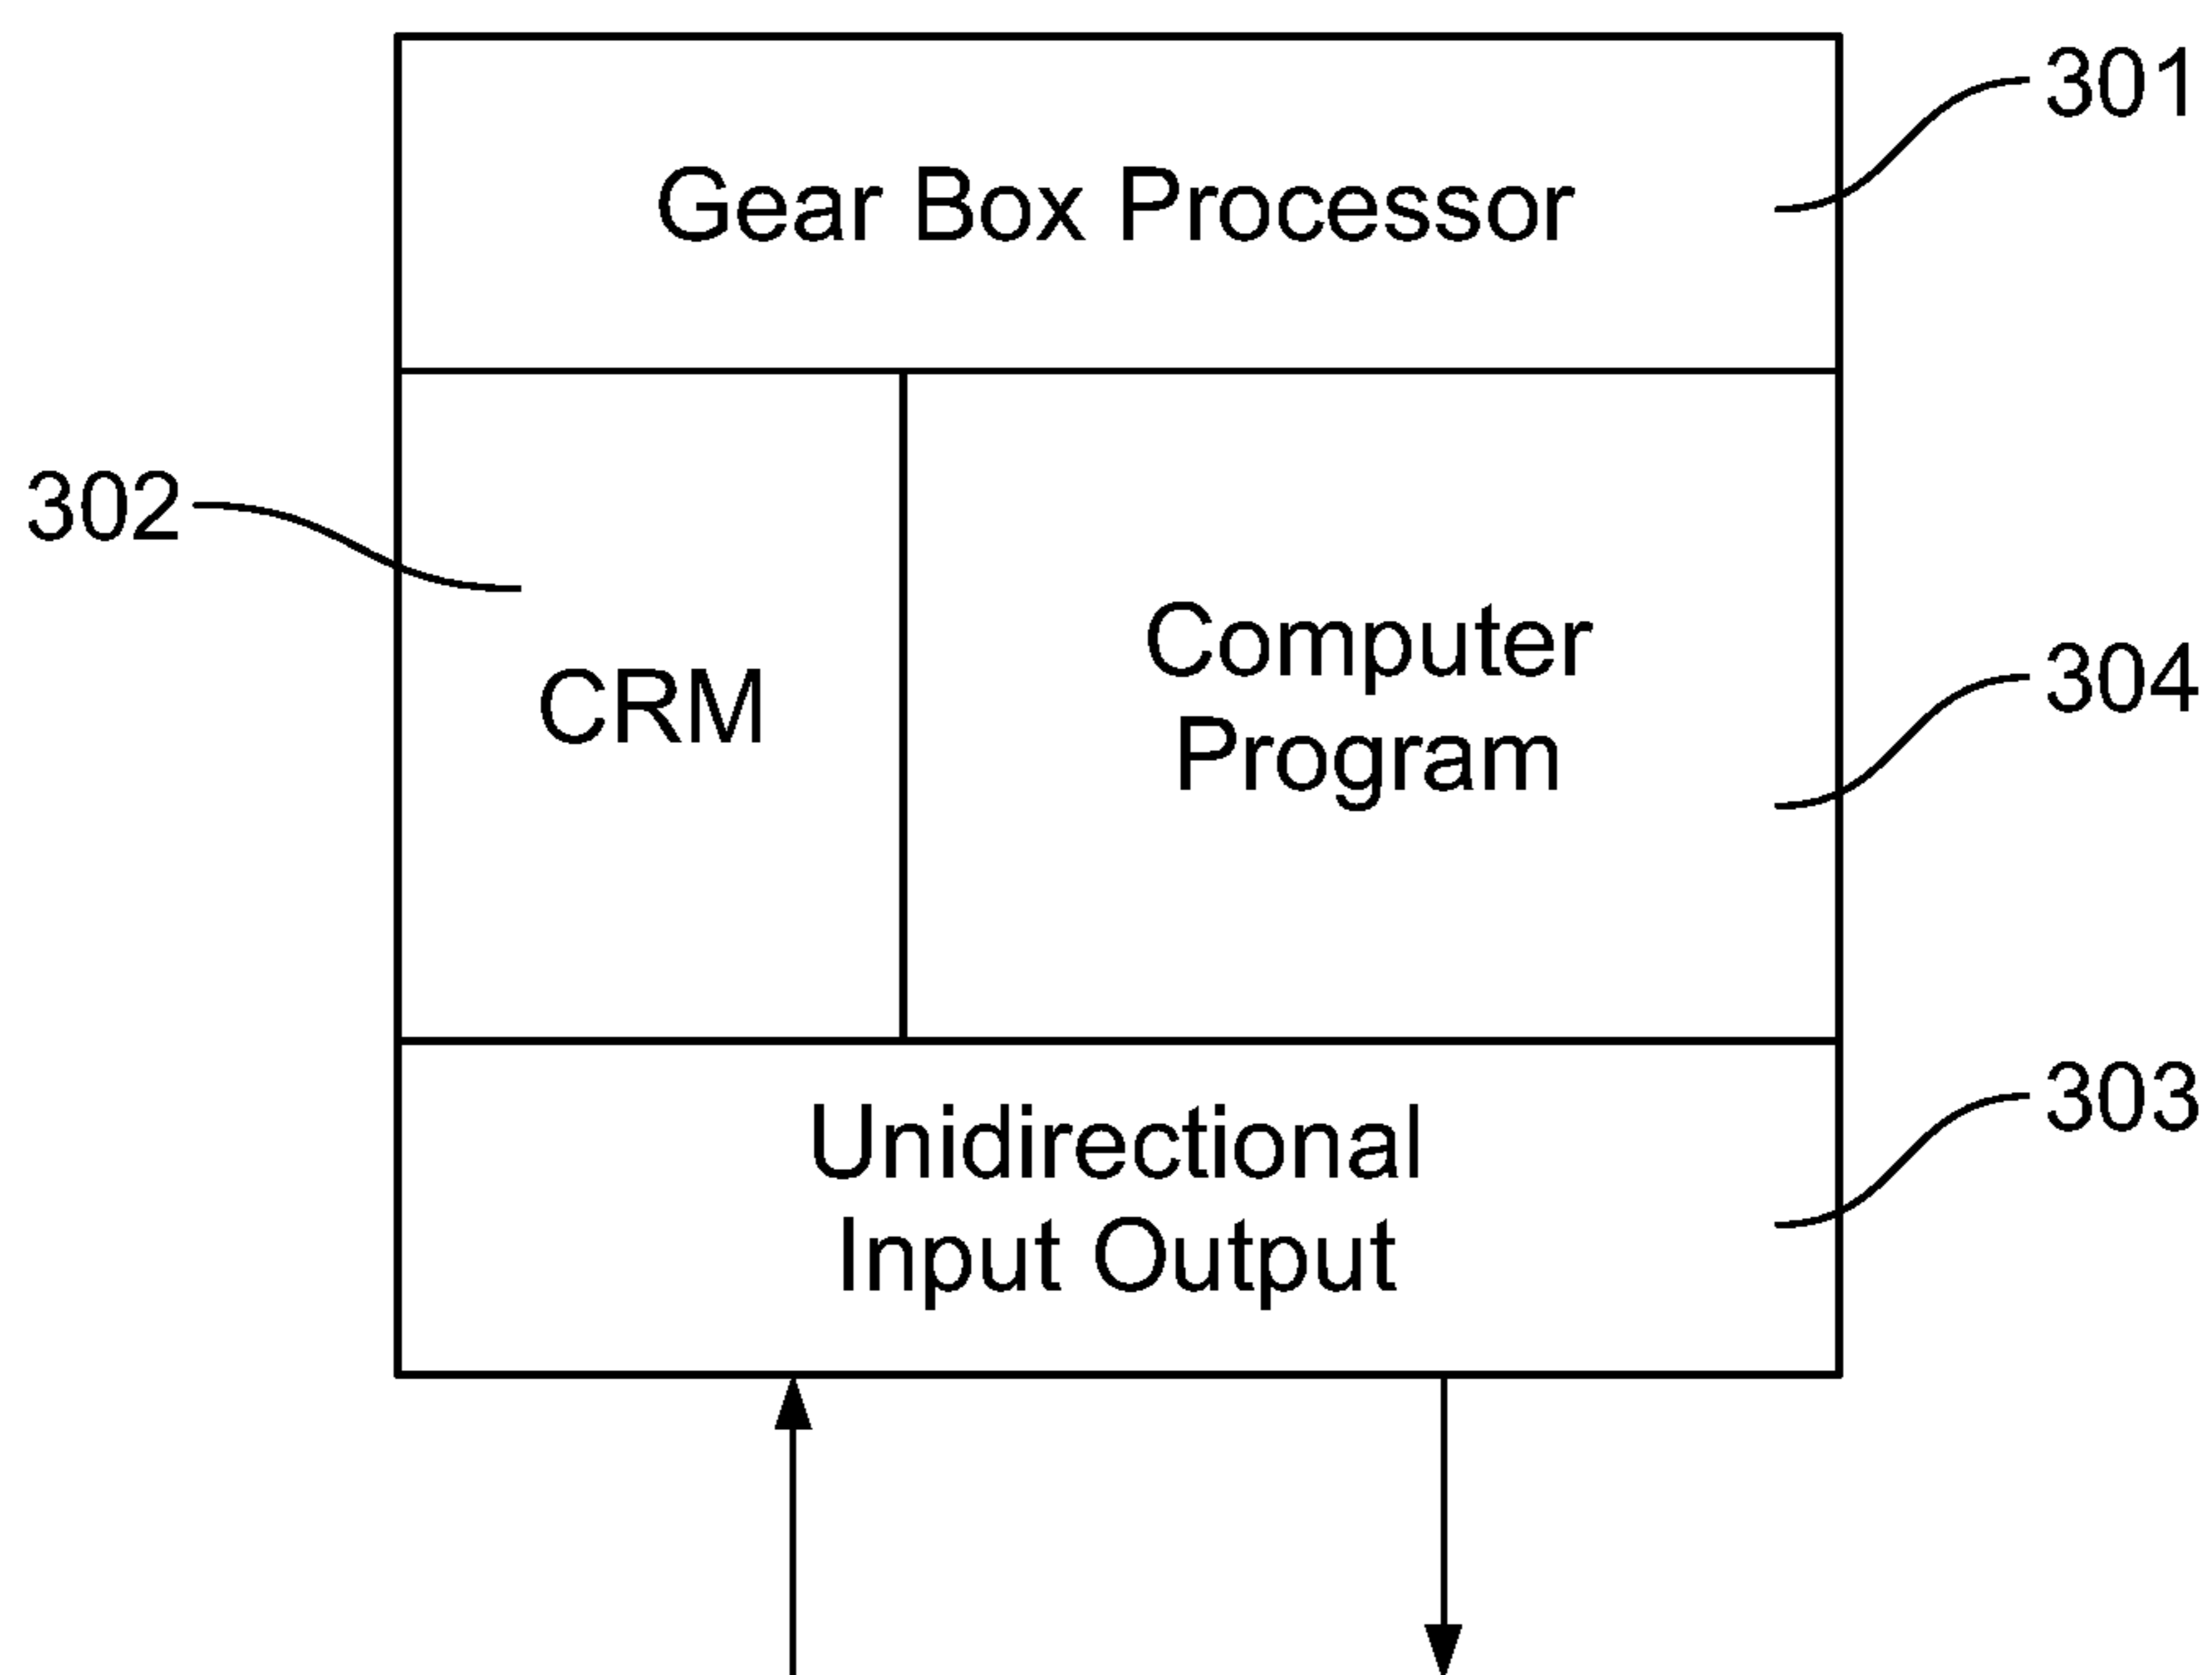 301
Gear Box Processor
302
CRM
Computer
Program
304
Unidirectional
Input Output
303